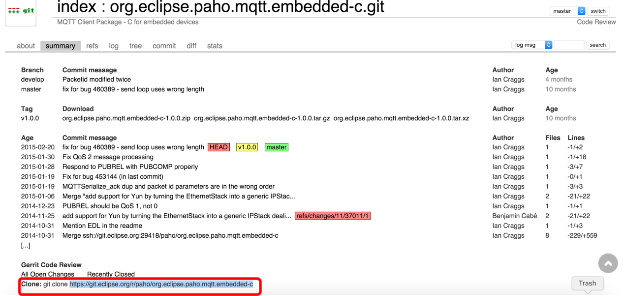 git
index : org.eclipse.paho.mqtt.embedded-c.git
master switch
MQTT Client Package - C for embedded devices
Code Review
about summary refs log tree commit diff stats
log msg search
Branch Commit message Author Age
develop PacketId modified twice Ian Craggs 4 months
master fix for bug 460389 - send loop uses wrong length Ian Craggs 10 months
Tag Download Author Age
v1.0.0 org.eclipse.paho.mqtt.embedded-c-1.0.0.zip org.eclipse.paho.mqtt.embedded-c-1.0.0.tar.gz org.eclipse.paho.mqtt.embedded-c-1.0.0.tar.xz Ian Craggs 10 months
Age Commit message Author Files Lines
2015-02-20 fix for bug 460389 - send loop uses wrong length HEAD v1.0.0 master Ian Craggs 1 -1/+2
2015-01-30 Fix QoS 2 message processing Ian Craggs 1 -1/+18
2015-01-28 Respond to PUBREL with PUBCOMP properly Ian Craggs 1 -3/+7
2015-01-19 Fix for bug 453144 (in last commit) Ian Craggs 1 -0/+1
2015-01-19 MQTTSerialize_ack dup and packet id parameters are in the wrong order Ian Craggs 1 -3/+3
2015-01-06 Merge "add support for Yun by turning the EthernetStack into a generic IPStac... Ian Craggs 2 -21/+22
2014-12-23 PUBREL should be QoS 1, not 0 Ian Craggs 1 -1/+1
2014-11-25 add support for Yun by turning the EthernetStack into a generic IPStack deali... refs/changes/11/37011/1 Benjamin Cabé 2 -21/+22
2014-10-31 Mention EDL in the readme Ian Craggs 1 -1/+3
2014-10-31 Merge ssh://git.eclipse.org:29418/paho/org.eclipse.paho.mqtt.embedded-c Ian Craggs 8 -229/+559
[...]
Gerrit Code Review
All Open Changes Recently Closed
Clone: git clone https://git.eclipse.org/r/paho/org.eclipse.paho.mqtt.embedded-c
Trash